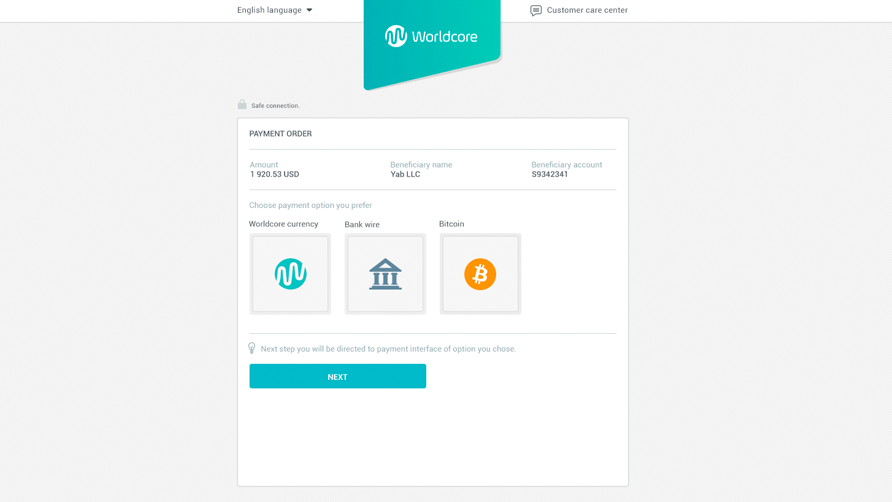 English language
Worldcore
Customer care center
Safe connection.
PAYMENT ORDER
Amount
1 920.53 USD
Beneficiary name
Yab LLC
Beneficiary account
S9342341
Choose payment option you prefer
Worldcore currency
Bank wire
Bitcoin
Next step you will be directed to payment interface of option you chose.
NEXT